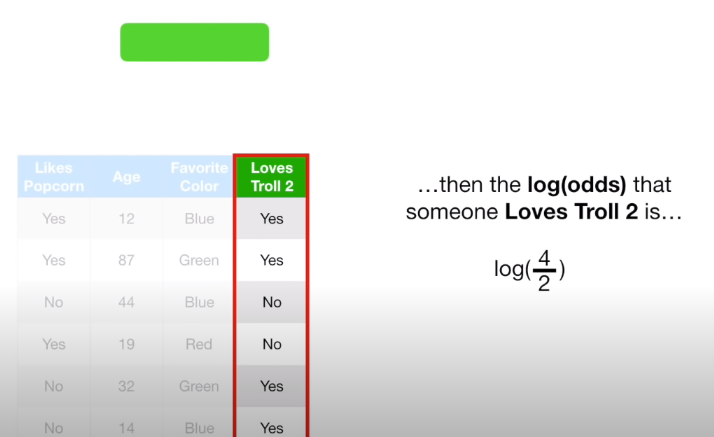 Likes Popcorn Age Favorite Color Loves Troll 2
Yes 12 Blue Yes
Yes 87 Green Yes
No 44 Blue No
Yes 19 Red No
No 32 Green Yes
No 14 Blue Yes
…then the log(odds) that
someone Loves Troll 2 is…
log(4/2)